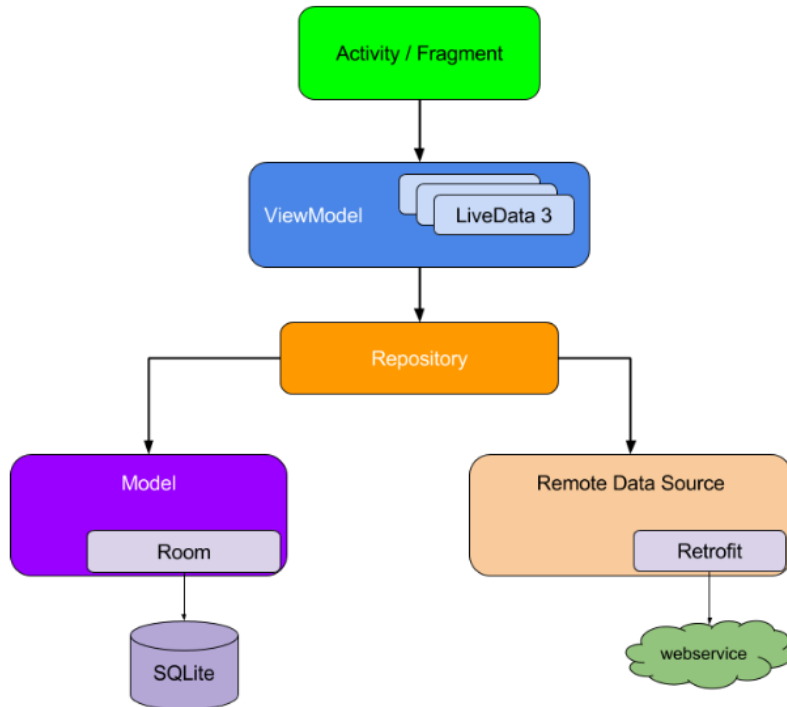 Activity / Fragment
ViewModel
LiveData 3
Repository
Model
Remote Data Source
Room
Retrofit
SQLite
webservice